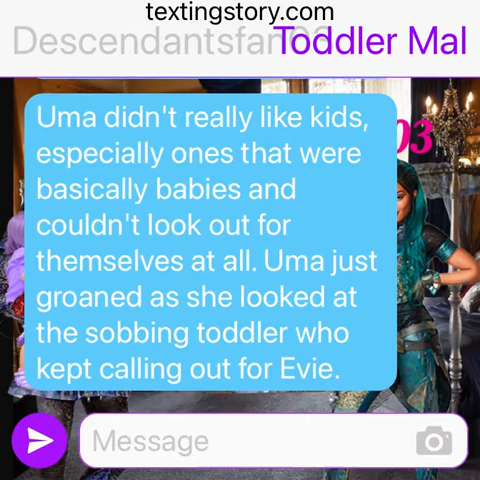 textingstory.com
Descendantsfan03 Toddler Mal
Uma didn't really like kids,
especially ones that were
basically babies and
couldn't look out for
themselves at all. Uma just
groaned as she looked at
the sobbing toddler who
kept calling out for Evie.
03
Message